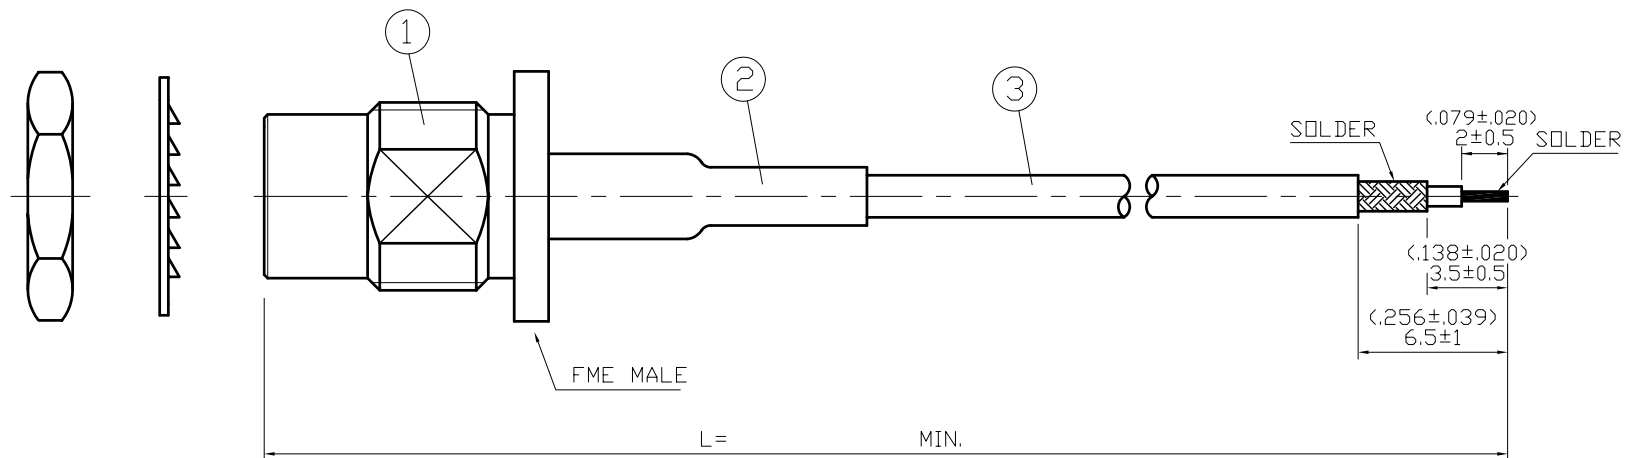 1
2
3
SOLDER
(.079±.020)
2±0.5
SOLDER
(.138±.020)
3.5±0.5
(.256±.039)
6.5±1
FME MALE
L= MIN.